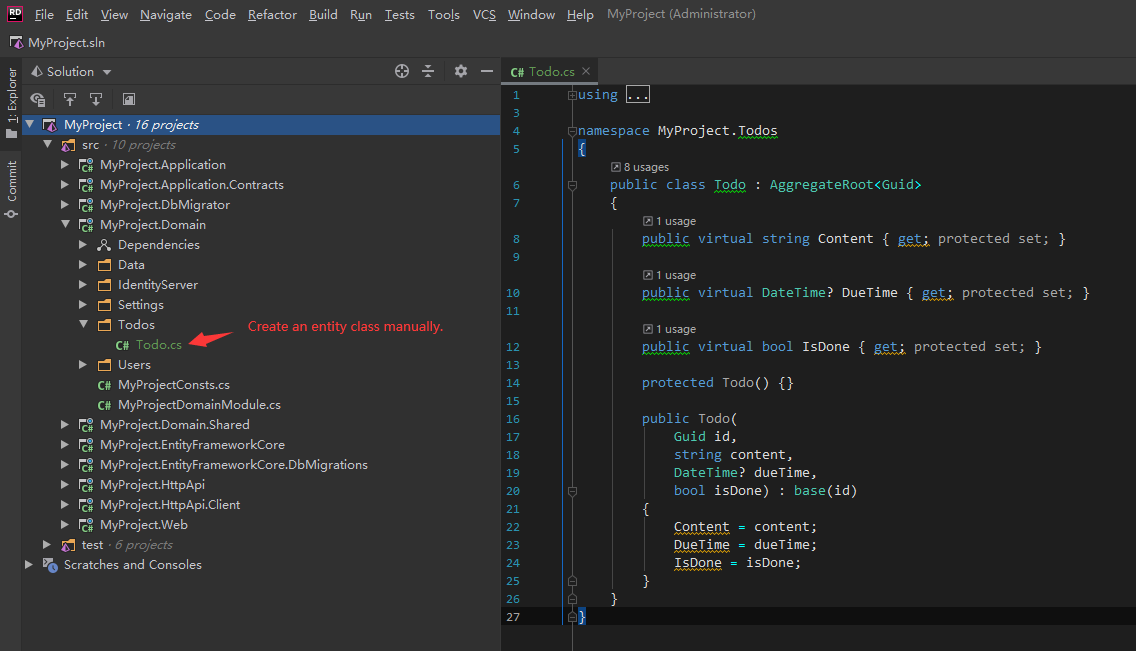 RD File Edit View Navigate Code Refactor Build Run Tests Tools VCS Window Help MyProject (Administrator)
MyProject.sln
1: Explorer
Commit
Solution
MyProject · 16 projects
src · 10 projects
C# MyProject.Application
C# MyProject.Application.Contracts
C# MyProject.DbMigrator
C# MyProject.Domain
Dependencies
Data
IdentityServer
Settings
Todos
C# Todo.cs
Create an entity class manually.
Users
C# MyProjectConsts.cs
C# MyProjectDomainModule.cs
C# MyProject.Domain.Shared
C# MyProject.EntityFrameworkCore
C# MyProject.EntityFrameworkCore.DbMigrations
C# MyProject.HttpApi
C# MyProject.HttpApi.Client
C# MyProject.Web
test · 6 projects
Scratches and Consoles
C# Todo.cs ×
1 using ...
3
4 namespace MyProject.Todos
5 {
8 usages
6 public class Todo : AggregateRoot<Guid>
7 {
1 usage
8 public virtual string Content { get; protected set; }
9
1 usage
10 public virtual DateTime? DueTime { get; protected set; }
11
1 usage
12 public virtual bool IsDone { get; protected set; }
13
14 protected Todo() {}
15
16 public Todo(
17 Guid id,
18 string content,
19 DateTime? dueTime,
20 bool isDone) : base(id)
21 {
22 Content = content;
23 DueTime = dueTime;
24 IsDone = isDone;
25 }
26 }
27 }